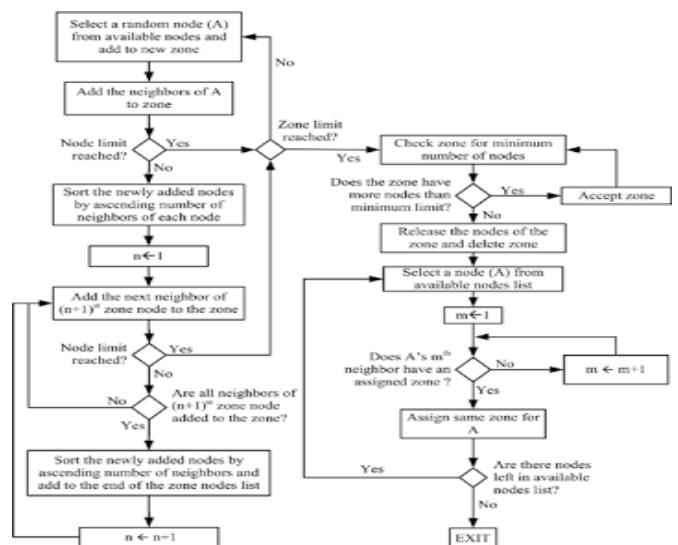 Select a random node (A)
from available nodes and
add to new zone
No
Add the neighbors of A
to zone
Node limit
reached?
Yes
No
Zone limit
reached?
Yes
Sort the newly added nodes
by ascending number of
neighbors of each node
n←1
Add the next neighbor of
(n+1)st zone node to the zone
Node limit
reached?
Yes
No
Are all neighbors of
(n+1)st zone node
added to the zone?
No
Yes
Sort the newly added nodes by
ascending number of neighbors and
add to the end of the zone nodes list
n ← n+1
Check zone for minimum
number of nodes
Does the zone have
more nodes than
minimum limit?
Yes
Accept zone
No
Release the nodes of the
zone and delete zone
Select a node (A) from
available nodes list
m←1
Does A's mth
neighbor have an
assigned zone ?
No
m ← m+1
Yes
Assign same zone for
A
Yes
Are there nodes
left in available
nodes list?
No
EXIT